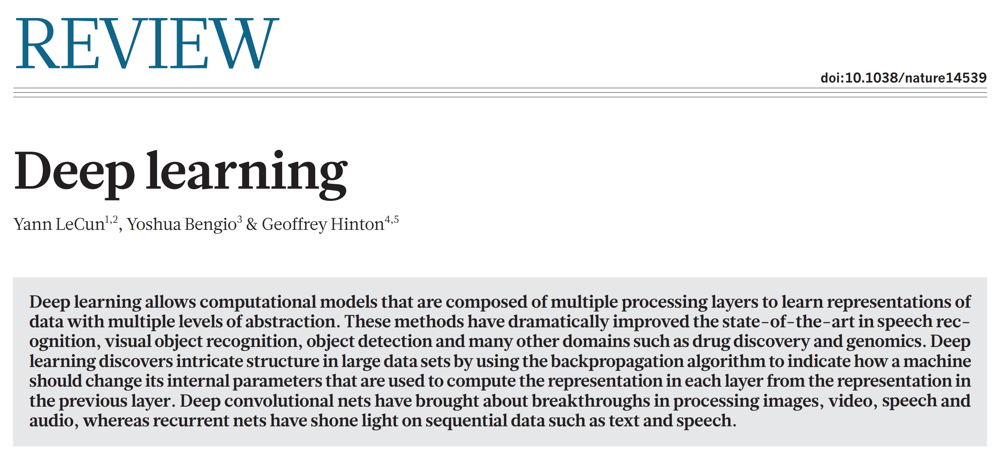 REVIEW
doi:10.1038/nature14539
Deep learning
Yann LeCun1,2, Yoshua Bengio3 & Geoffrey Hinton4,5
Deep learning allows computational models that are composed of multiple processing layers to learn representations of
data with multiple levels of abstraction. These methods have dramatically improved the state-of-the-art in speech rec-
ognition, visual object recognition, object detection and many other domains such as drug discovery and genomics. Deep
learning discovers intricate structure in large data sets by using the backpropagation algorithm to indicate how a machine
should change its internal parameters that are used to compute the representation in each layer from the representation in
the previous layer. Deep convolutional nets have brought about breakthroughs in processing images, video, speech and
audio, whereas recurrent nets have shone light on sequential data such as text and speech.